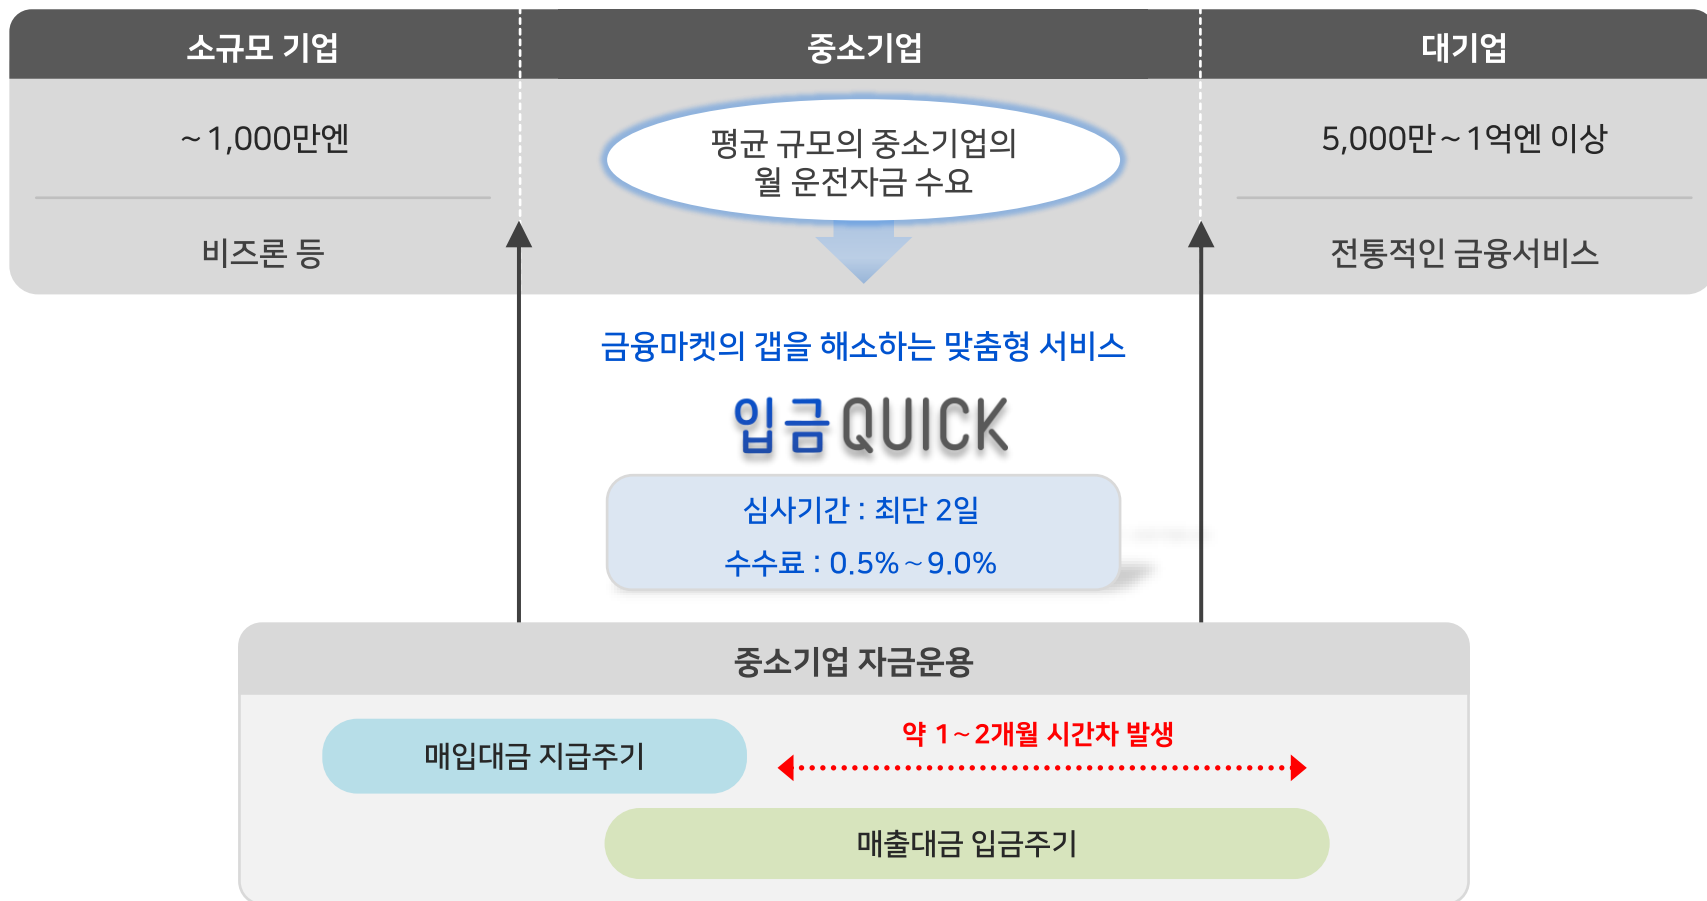 소규모 기업
중소기업
대기업
~1,000만엔
평균 규모의 중소기업의
월 운전자금 수요
5,000만~1억엔 이상
비즈론 등
전통적인 금융서비스
금융마켓의 갭을 해소하는 맞춤형 서비스
입금 QUICK
심사기간 : 최단 2일
수수료 : 0.5%~9.0%
중소기업 자금운용
약 1~2개월 시간차 발생
매입대금 지급주기
매출대금 입금주기